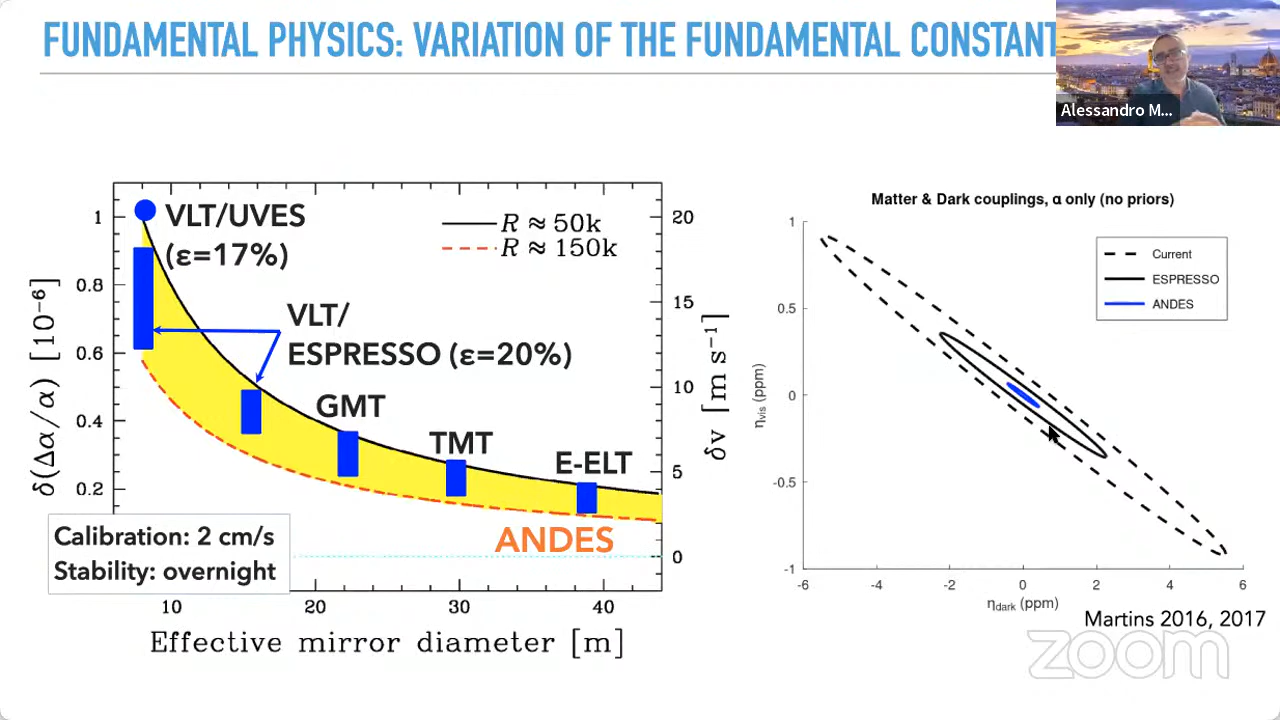 FUNDAMENTAL PHYSICS: VARIATION OF THE FUNDAMENTAL CONSTANT
Alessandro M...
1
0.8
0.6
0.4
0.2
δ(Δα/α) [10⁻⁶]
VLT/UVES
(ε=17%)
R ≈ 50k
R ≈ 150k
VLT/
ESPRESSO (ε=20%)
GMT
TMT
E-ELT
ANDES
Calibration: 2 cm/s
Stability: overnight
20
15
10
5
0
δv [m s⁻¹]
10 20 30 40
Effective mirror diameter [m]
Matter & Dark couplings, α only (no priors)
Current
ESPRESSO
ANDES
1
0.5
0
-0.5
-1
ηvis (ppm)
-6 -4 -2 0 2 4 6
ηdark (ppm)
Martins 2016, 2017
zoom